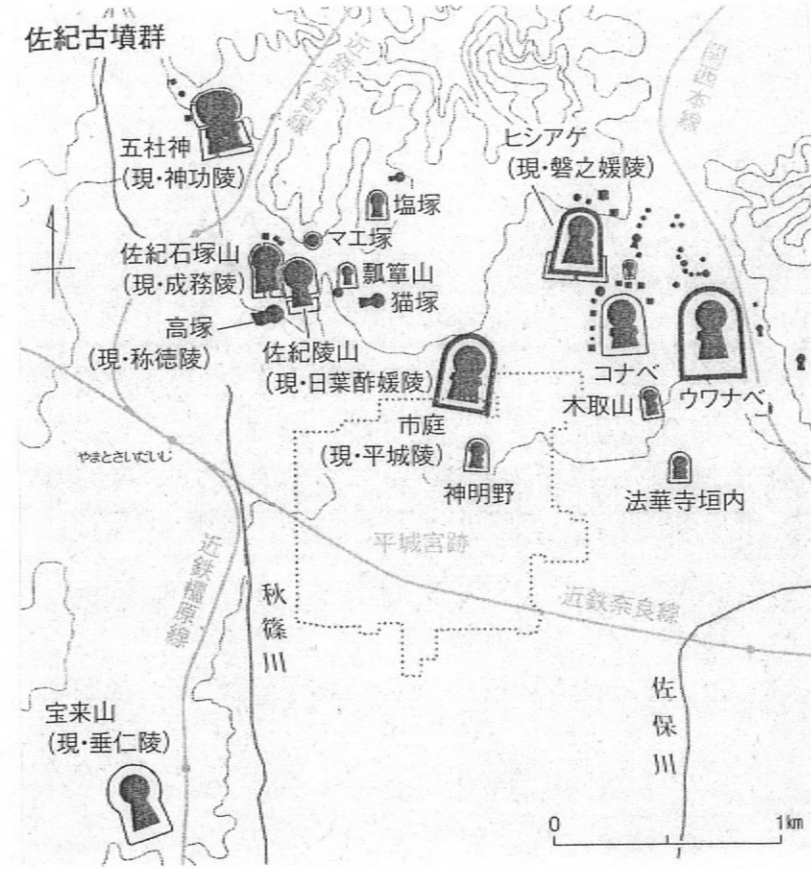 佐紀古墳群
近鉄京都線
関西本線
五社神
(現・神功陵)
ヒシアゲ
(現・磐之媛陵)
塩塚
マエ塚
佐紀石塚山
(現・成務陵)
瓢箪山
猫塚
高塚
(現・称徳陵)
佐紀陵山
(現・日葉酢媛陵)
コナベ
ウワナベ
木取山
市庭
(現・平城陵)
神明野
法華寺垣内
やまとさいだいじ
平城宮跡
近鉄橿原線
秋篠川
近鉄奈良線
佐保川
宝来山
(現・垂仁陵)
0
1km